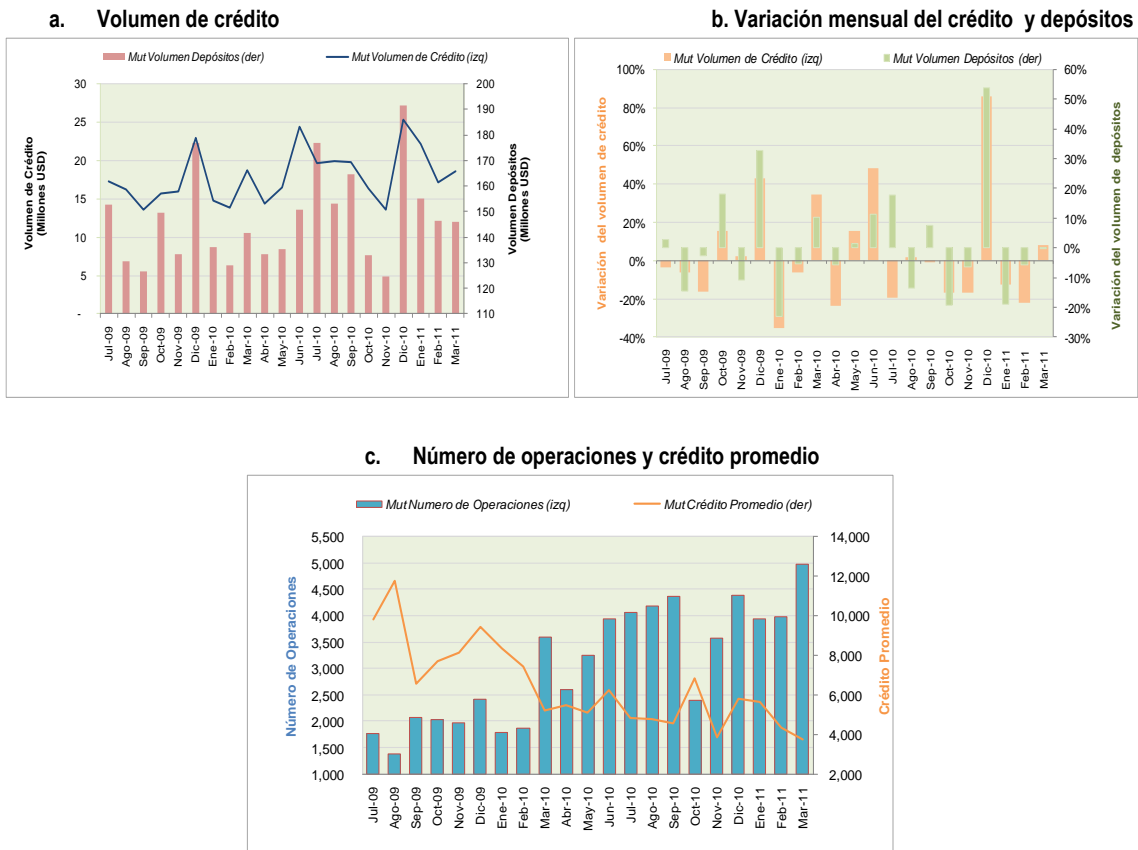 a. Volumen de crédito
b. Variación mensual del crédito y depósitos
Mut Volumen Depósitos (der)
Mut Volumen de Crédito (izq)
30
25
20
15
10
5
-
200
190
180
170
160
150
140
130
120
110
Volumen de Crédito
(Millones USD)
Volumen Depósitos
(Millones USD)
Jul-09
Ago-09
Sep-09
Oct-09
Nov-09
Dic-09
Ene-10
Feb-10
Mar-10
Abr-10
May-10
Jun-10
Jul-10
Ago-10
Sep-10
Oct-10
Nov-10
Dic-10
Ene-11
Feb-11
Mar-11
Mut Volumen de Crédito (izq)
Mut Volumen Depósitos (der)
100%
80%
60%
40%
20%
0%
-20%
-40%
60%
50%
40%
30%
20%
10%
0%
-10%
-20%
-30%
Variación del volumen de crédito
Variación del volumen de depósitos
Jul-09
Ago-09
Sep-09
Oct-09
Nov-09
Dic-09
Ene-10
Feb-10
Mar-10
Abr-10
May-10
Jun-10
Jul-10
Ago-10
Sep-10
Oct-10
Nov-10
Dic-10
Ene-11
Feb-11
Mar-11
c. Número de operaciones y crédito promedio
Mut Numero de Operaciones (izq)
Mut Crédito Promedio (der)
5,500
5,000
4,500
4,000
3,500
3,000
2,500
2,000
1,500
1,000
14,000
12,000
10,000
8,000
6,000
4,000
2,000
Número de Operaciones
Crédito Promedio
Jul-09
Ago-09
Sep-09
Oct-09
Nov-09
Dic-09
Ene-10
Feb-10
Mar-10
Abr-10
May-10
Jun-10
Jul-10
Ago-10
Sep-10
Oct-10
Nov-10
Dic-10
Ene-11
Feb-11
Mar-11